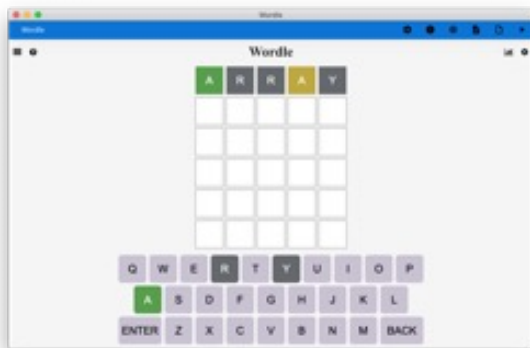 Wordle
Wordle
Wordle
A R R A Y
Q W E R T Y U I O P
A S D F G H J K L
ENTER Z X C V B N M BACK